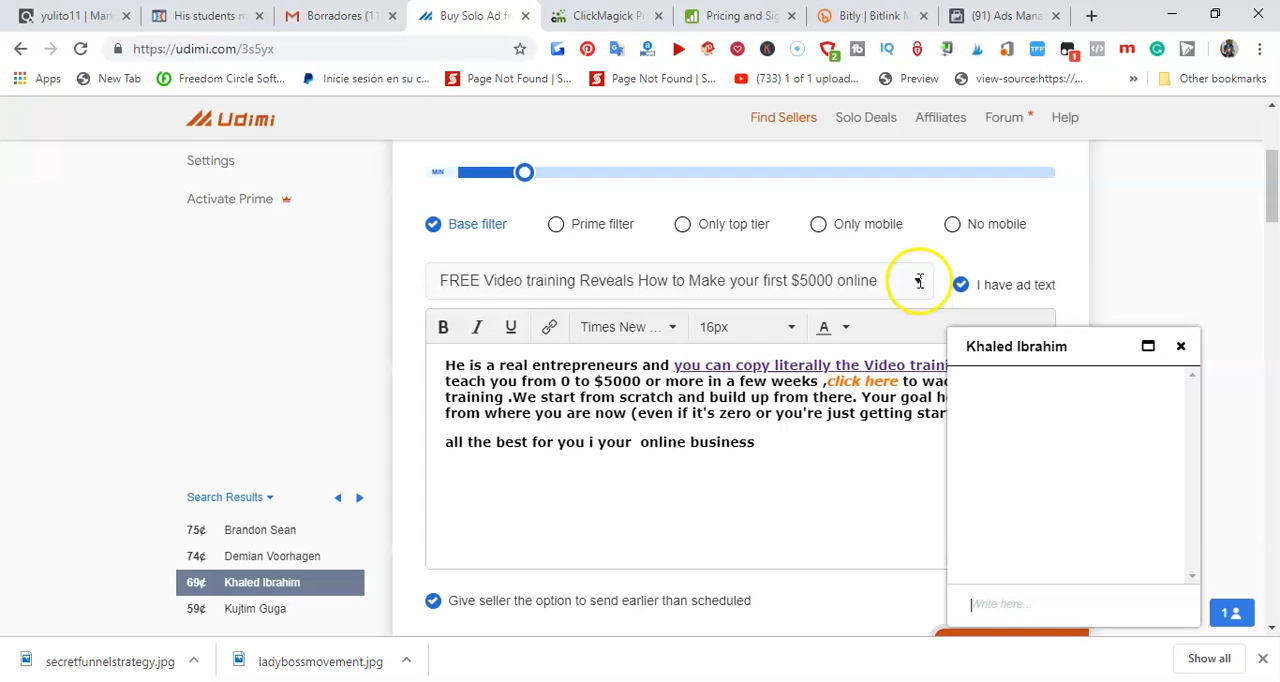 yulito11 | Mark
His students m
Borradores (1
Buy Solo Ad fr
ClickMagick P
Pricing and Sig
Bitly | Bitlink M
(91) Ads Man
https://udimi.com/3s5yx
Apps New Tab Freedom Circle Soft... Inicie sesión en su c... Page Not Found | S... Page Not Found | S... (733) 1 of 1 upload... Preview view-source:https://... » Other bookmarks
Udimi
Find Sellers Solo Deals Affiliates Forum * Help
Settings
Activate Prime
MIN
Base filter Prime filter Only top tier Only mobile No mobile
FREE Video training Reveals How to Make your first $5000 online
I have ad text
B I U Times New ... 16px A
He is a real entrepreneurs and you can copy literally the Video traini
teach you from 0 to $5000 or more in a few weeks ,click here to wa
training .We start from scratch and build up from there. Your goal h
from where you are now (even if it's zero or you're just getting star
all the best for you i your online business
Khaled Ibrahim
Write here...
1
Search Results
75¢ Brandon Sean
74¢ Demian Voorhagen
69¢ Khaled Ibrahim
59¢ Kujtim Guga
Give seller the option to send earlier than scheduled
secretfunnelstrategy.jpg
ladybossmovement.jpg
Show all